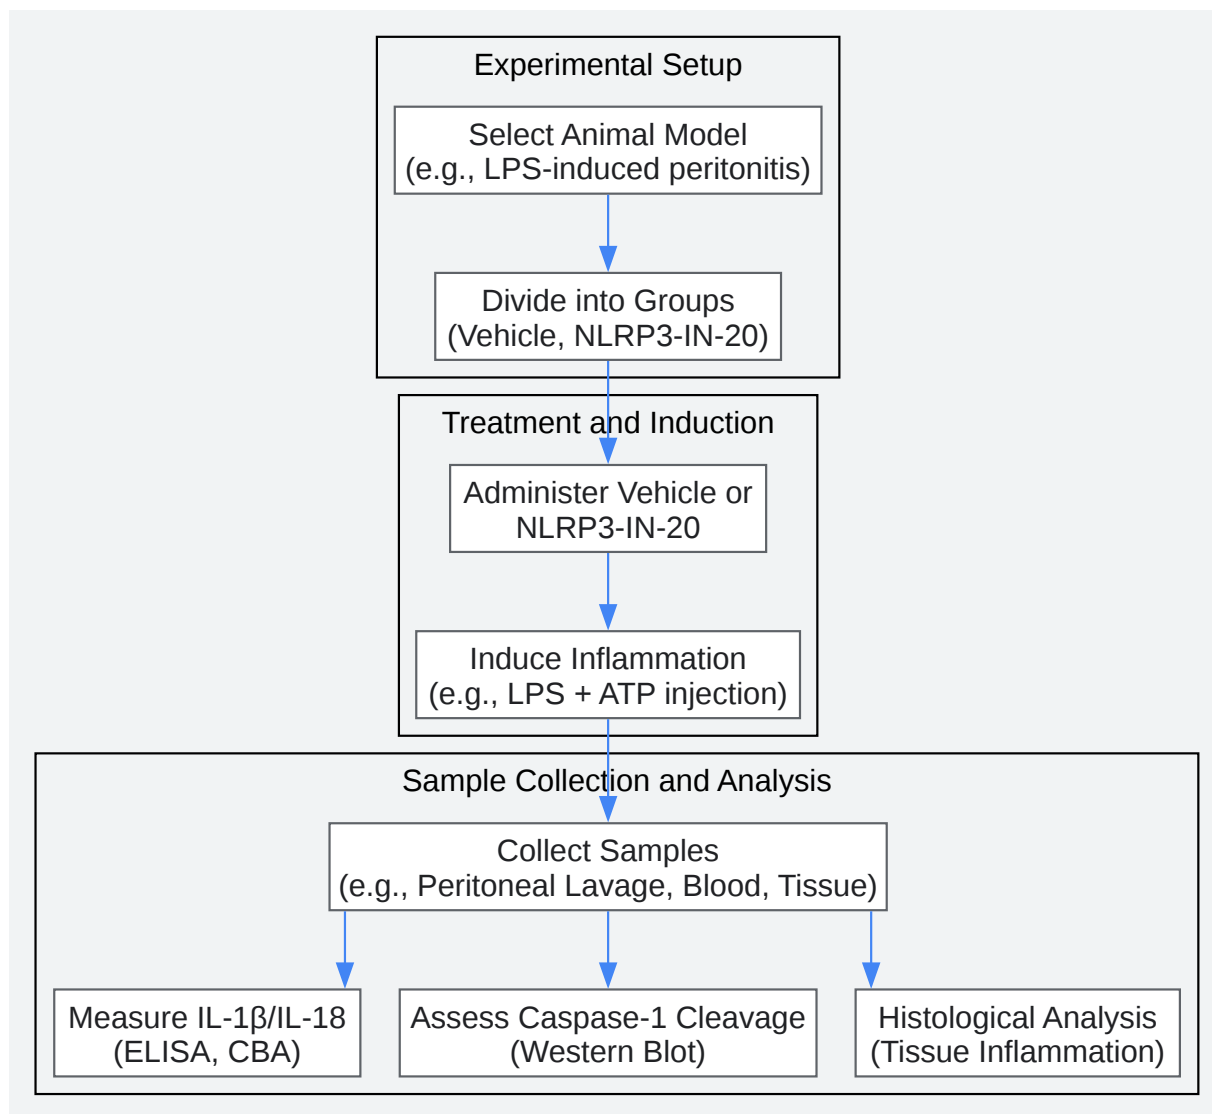 Experimental Setup
Select Animal Model
(e.g., LPS-induced peritonitis)
Divide into Groups
(Vehicle, NLRP3-IN-20)
Treatment and Induction
Administer Vehicle or
NLRP3-IN-20
Induce Inflammation
(e.g., LPS + ATP injection)
Sample Collection and Analysis
Collect Samples
(e.g., Peritoneal Lavage, Blood, Tissue)
Measure IL-1β/IL-18
(ELISA, CBA)
Assess Caspase-1 Cleavage
(Western Blot)
Histological Analysis
(Tissue Inflammation)